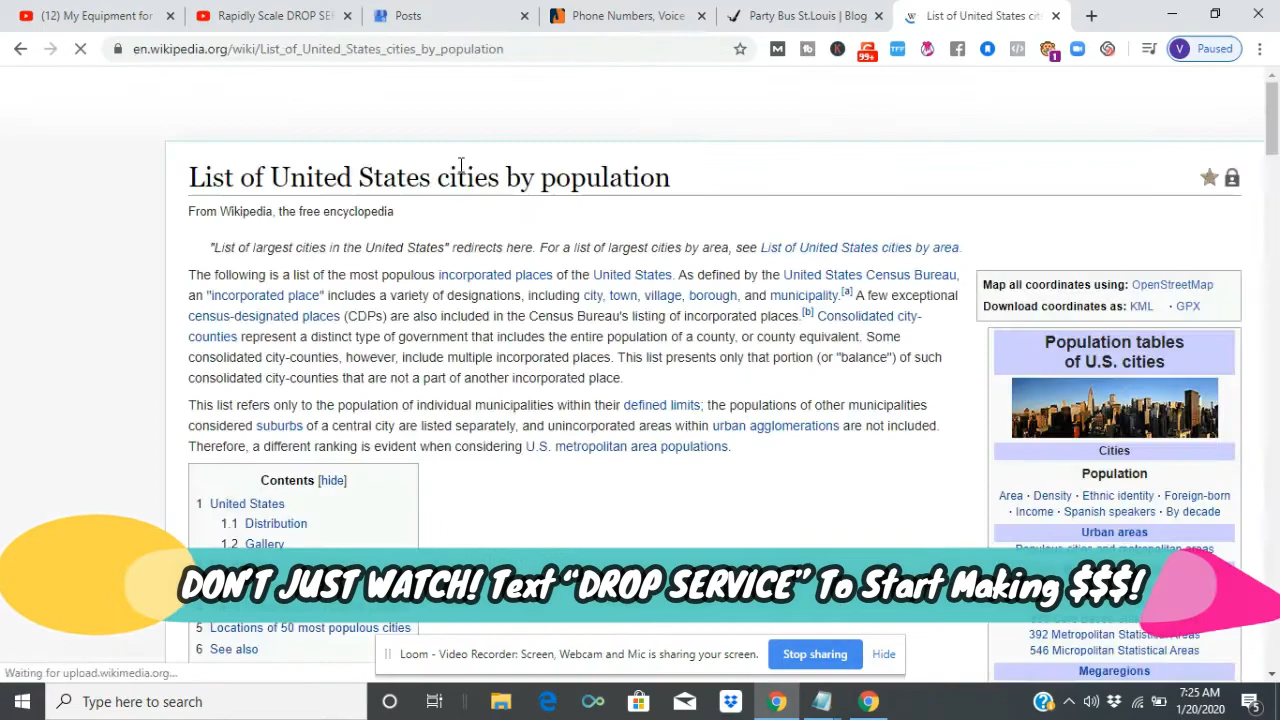 (12) My Equipment for
Rapidly Scale DROP SEF
Posts
Phone Numbers, Voice
Party Bus St.Louis | Blog
List of United States cit
en.wikipedia.org/wiki/List_of_United_States_cities_by_population
99+
TFF
1
V Paused
List of United States cities by population
From Wikipedia, the free encyclopedia
"List of largest cities in the United States" redirects here. For a list of largest cities by area, see List of United States cities by area.
The following is a list of the most populous incorporated places of the United States. As defined by the United States Census Bureau,
an "incorporated place" includes a variety of designations, including city, town, village, borough, and municipality.[a] A few exceptional
census-designated places (CDPs) are also included in the Census Bureau's listing of incorporated places.[b] Consolidated city-
counties represent a distinct type of government that includes the entire population of a county, or county equivalent. Some
consolidated city-counties, however, include multiple incorporated places. This list presents only that portion (or "balance") of such
consolidated city-counties that are not a part of another incorporated place.
This list refers only to the population of individual municipalities within their defined limits; the populations of other municipalities
considered suburbs of a central city are listed separately, and unincorporated areas within urban agglomerations are not included.
Therefore, a different ranking is evident when considering U.S. metropolitan area populations.
Map all coordinates using: OpenStreetMap
Download coordinates as: KML · GPX
Population tables
of U.S. cities
Cities
Population
Area · Density · Ethnic identity · Foreign-born
· Income · Spanish speakers · By decade
Urban areas
Populous cities and metropolitan areas
Contents [hide]
1 United States
1.1 Distribution
1.2 Gallery
DON'T JUST WATCH! Text "DROP SERVICE" To Start Making $$$!
5 Locations of 50 most populous cities
6 See also
392 Metropolitan Statistical Areas
546 Micropolitan Statistical Areas
Megaregions
Loom - Video Recorder: Screen, Webcam and Mic is sharing your screen.
Stop sharing
Hide
Waiting for upload.wikimedia.org...
Type here to search
7:25 AM
1/20/2020
5